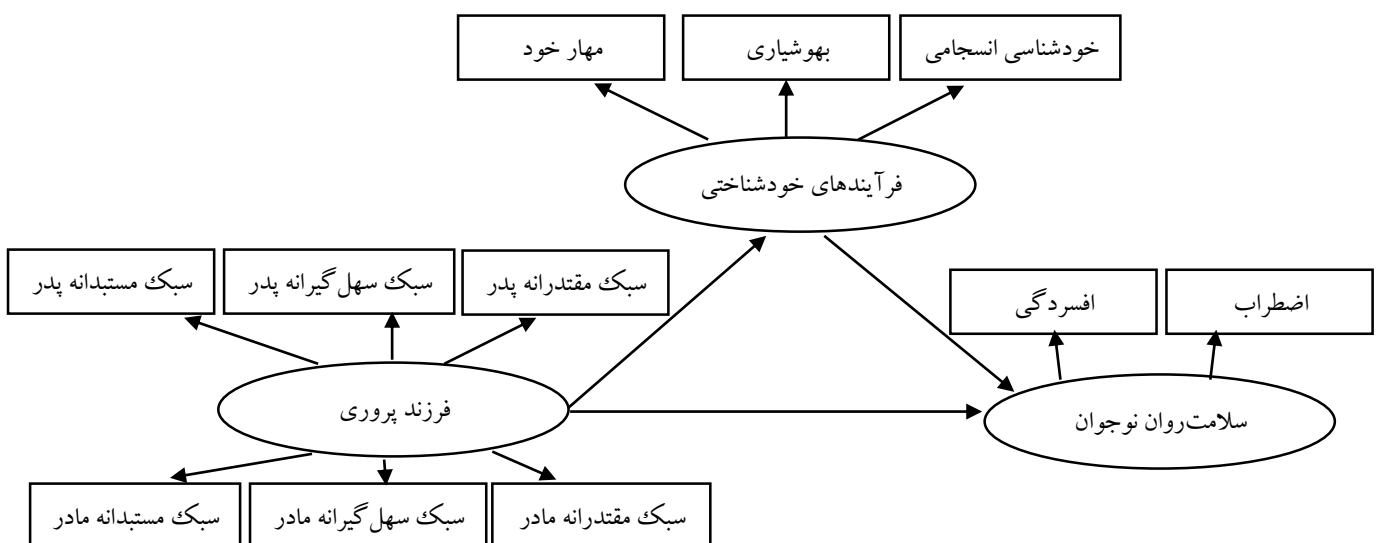 خودشناسی انسجامی
بهوشیاری
مهار خود
فرآیندهای خودشناختی
سبک مقتدرانه پدر
سبک سهل‌گیرانه پدر
سبک مستبدانه پدر
اضطراب
افسردگی
فرزند پروری
سلامت‌روان نوجوان
سبک مقتدرانه مادر
سبک سهل‌گیرانه مادر
سبک مستبدانه مادر